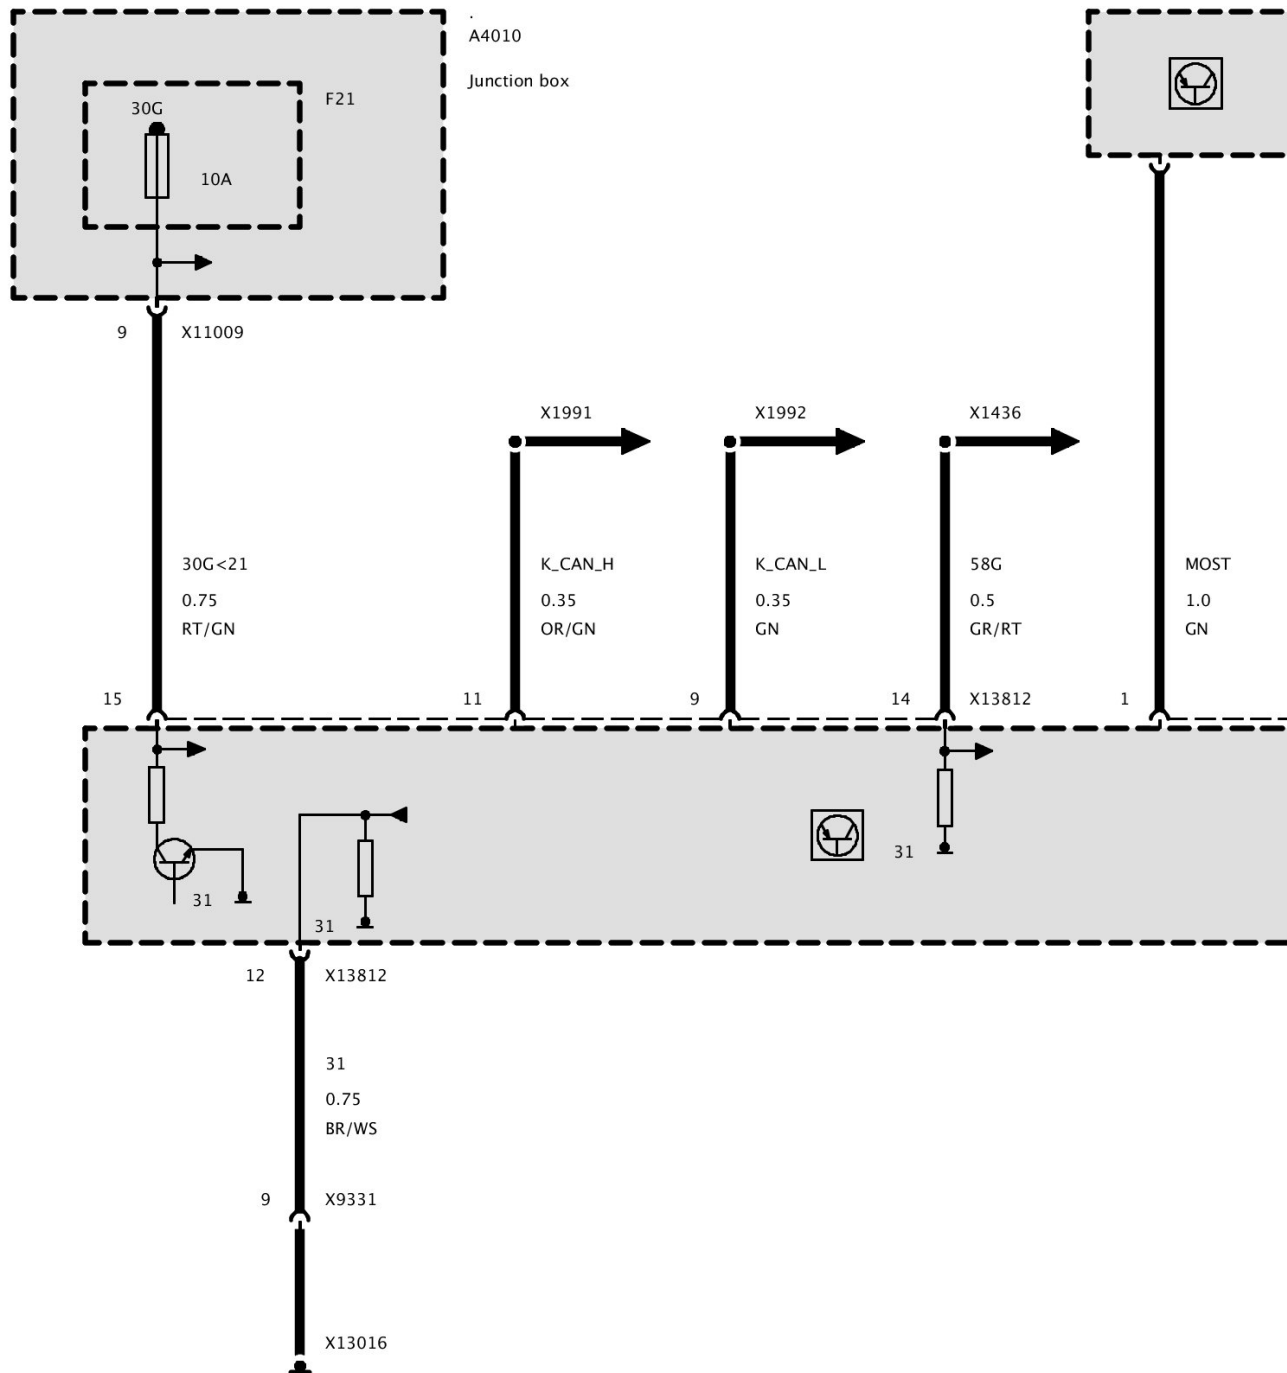 .
A4010
Junction box
F21
30G
10A
9 X11009
X1991 X1992 X1436
30G<21 K_CAN_H K_CAN_L 58G MOST
0.75 0.35 0.35 0.5 1.0
RT/GN OR/GN GN GR/RT GN
15 11 9 14 X13812 1
31
31
31
12 X13812
31
0.75
BR/WS
9 X9331
X13016